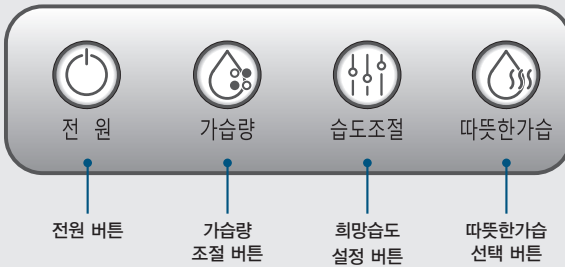 전 원 가습량 습도조절 따뜻한가습
전원 버튼
가습량
조절 버튼
희망습도
설정 버튼
따뜻한가습
선택 버튼